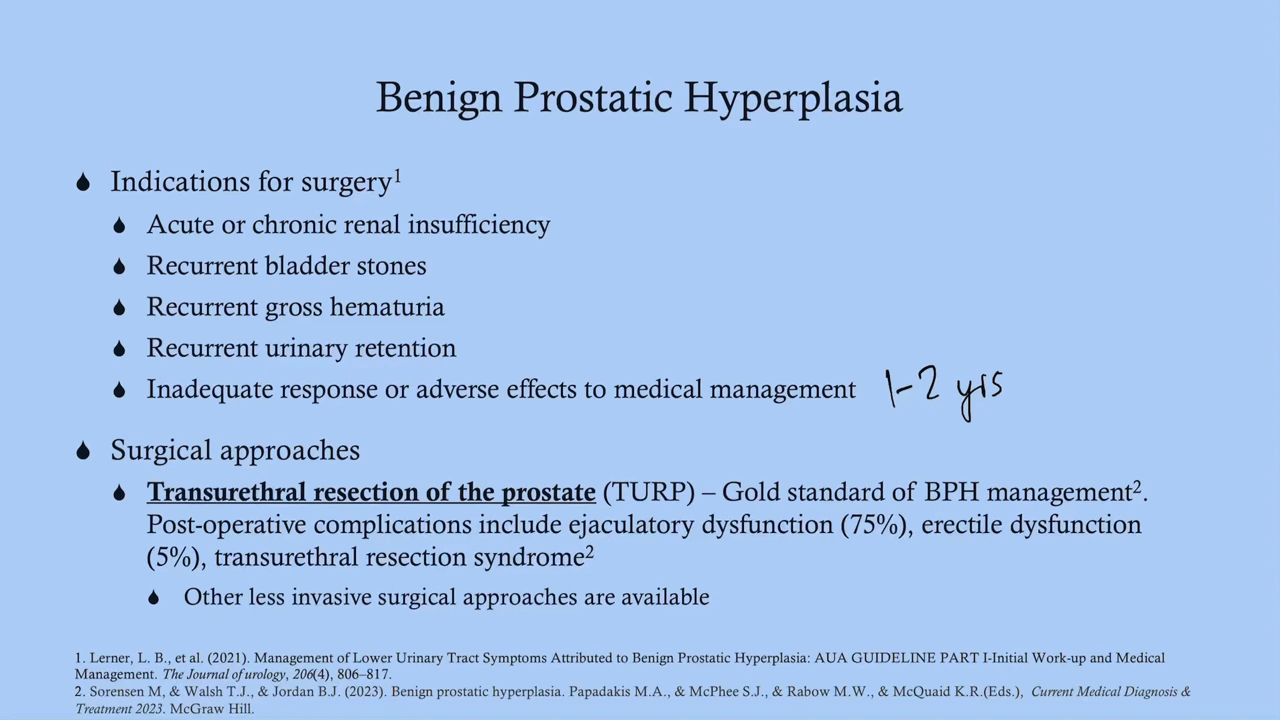 Benign Prostatic Hyperplasia
Indications for surgery1
Acute or chronic renal insufficiency
Recurrent bladder stones
Recurrent gross hematuria
Recurrent urinary retention
Inadequate response or adverse effects to medical management 1-2 yrs
Surgical approaches
Transurethral resection of the prostate (TURP) – Gold standard of BPH management2.
Post-operative complications include ejaculatory dysfunction (75%), erectile dysfunction
(5%), transurethral resection syndrome2
Other less invasive surgical approaches are available
1. Lerner, L. B., et al. (2021). Management of Lower Urinary Tract Symptoms Attributed to Benign Prostatic Hyperplasia: AUA GUIDELINE PART I-Initial Work-up and Medical
Management. The Journal of urology, 206(4), 806–817.
2. Sorensen M, & Walsh T.J., & Jordan B.J. (2023). Benign prostatic hyperplasia. Papadakis M.A., & McPhee S.J., & Rabow M.W., & McQuaid K.R.(Eds.), Current Medical Diagnosis &
Treatment 2023. McGraw Hill.